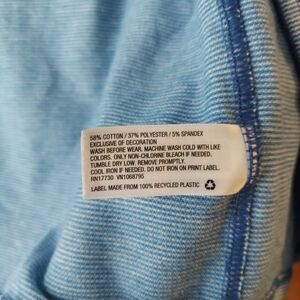 58% COTTON / 37% POLYESTER / 5% SPANDEX
EXCLUSIVE OF DECORATION
WASH BEFORE WEAR. MACHINE WASH COLD WITH LIKE
COLORS. ONLY NON-CHLORINE BLEACH IF NEEDED.
TUMBLE DRY LOW. REMOVE PROMPTLY.
COOL IRON IF NEEDED. DO NOT IRON ON PRINT LABEL.
RN17730 VN1068795
LABEL MADE FROM 100% RECYCLED PLASTIC